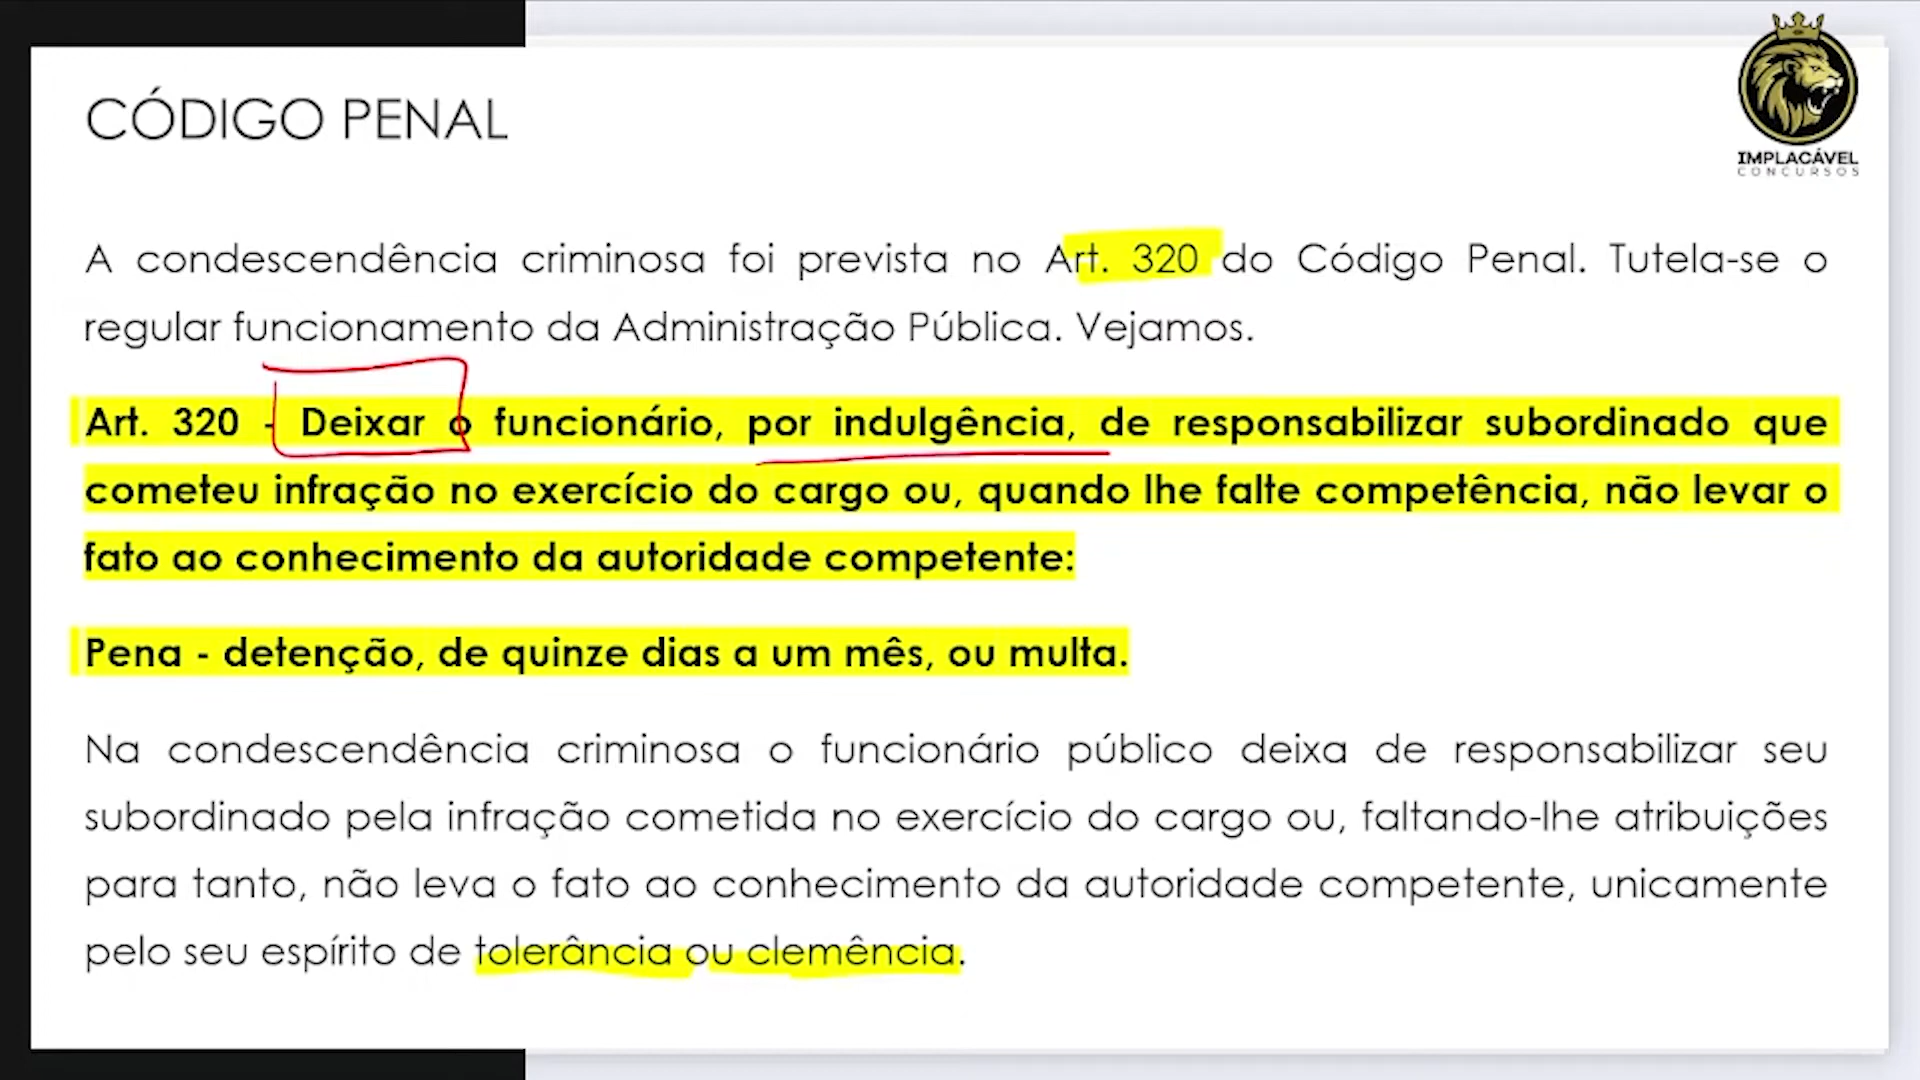 CÓDIGO PENAL
IMPLACÁVEL
CONCURSOS
A condescendência criminosa foi prevista no Art. 320 do Código Penal. Tutela-se o
regular funcionamento da Administração Pública. Vejamos.
Art. 320 - Deixar o funcionário, por indulgência, de responsabilizar subordinado que
cometeu infração no exercício do cargo ou, quando lhe falte competência, não levar o
fato ao conhecimento da autoridade competente:
Pena - detenção, de quinze dias a um mês, ou multa.
Na condescendência criminosa o funcionário público deixa de responsabilizar seu
subordinado pela infração cometida no exercício do cargo ou, faltando-lhe atribuições
para tanto, não leva o fato ao conhecimento da autoridade competente, unicamente
pelo seu espírito de tolerância ou clemência.